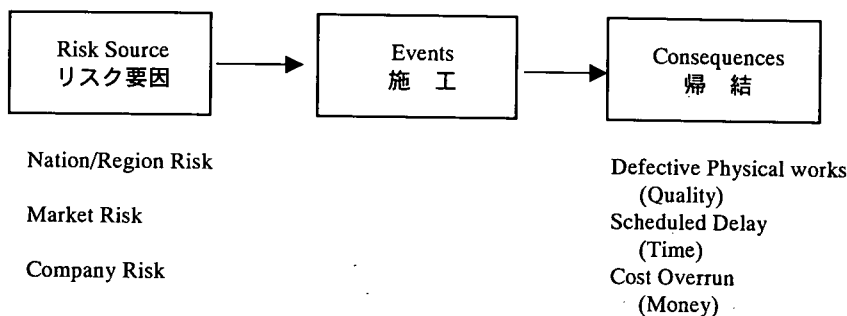 Risk Source
リスク要因
Events
施 工
Consequences
帰 結
Nation/Region Risk
Market Risk
Company Risk
Defective Physical works
(Quality)
Scheduled Delay
(Time)
Cost Overrun
(Money)